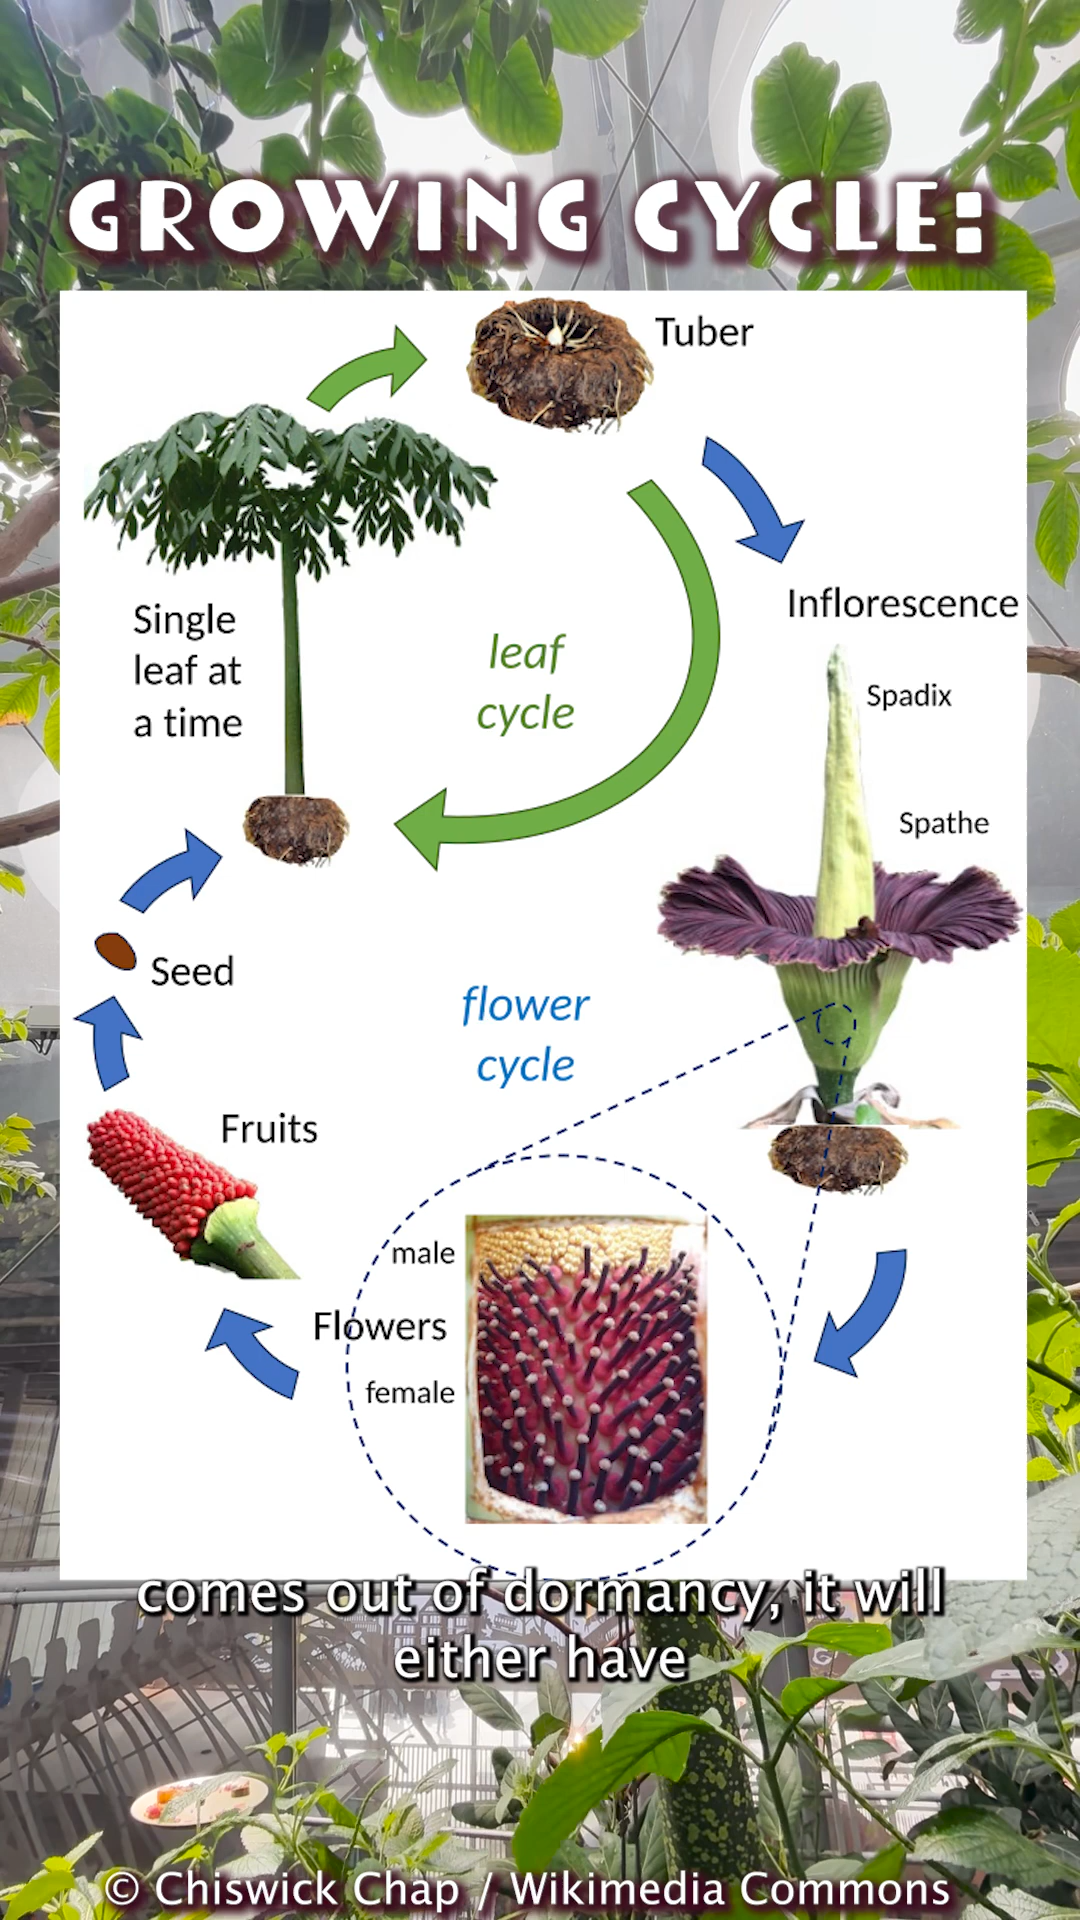 GROWING CYCLE:
Tuber
Single
leaf at
a time
leaf
cycle
Inflorescence
Spadix
Spathe
Seed
flower
cycle
Fruits
male
Flowers
female
comes out of dormancy, it will
either have
© Chiswick Chap / Wikimedia Commons